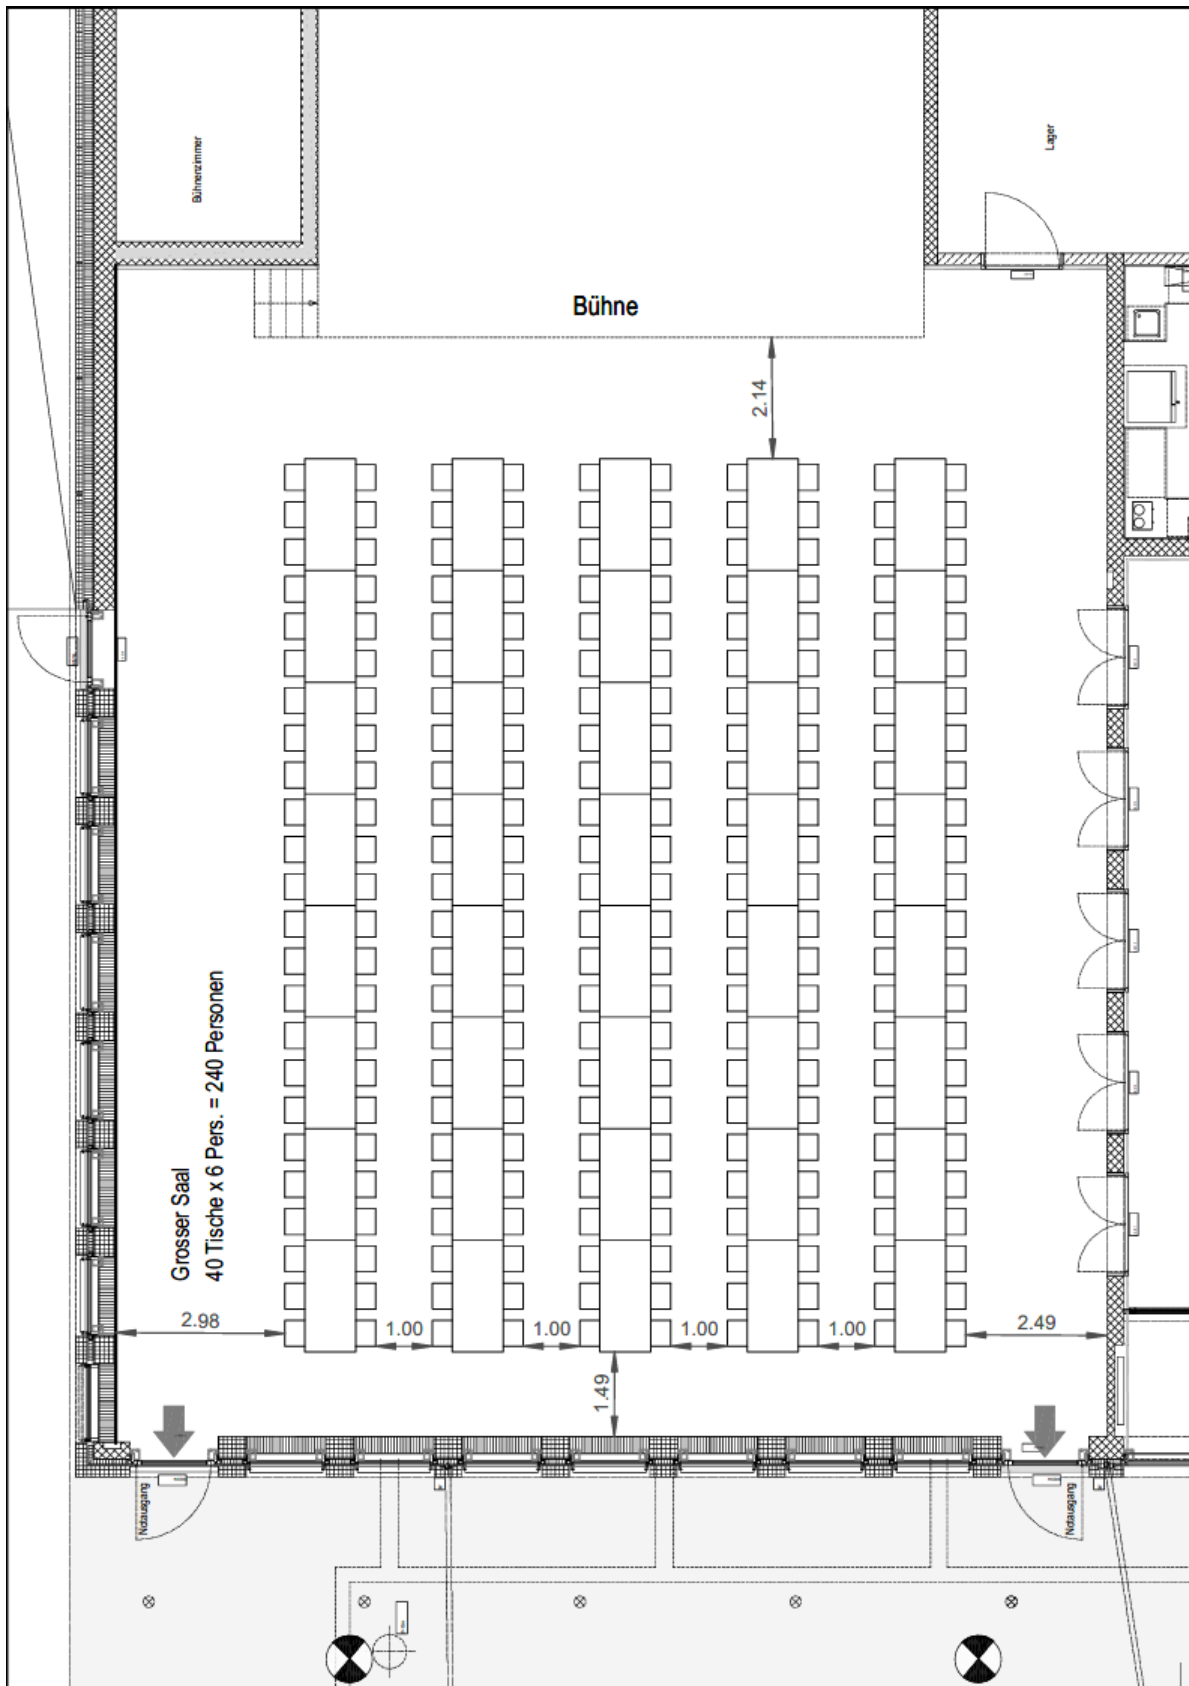 Bühnenzimmer
Lager
Bühne
2.14
Grosser Saal
40 Tische x 6 Pers. = 240 Personen
2.98
1.00
1.00
1.00
1.00
2.49
1.49
Notausgang
Notausgang